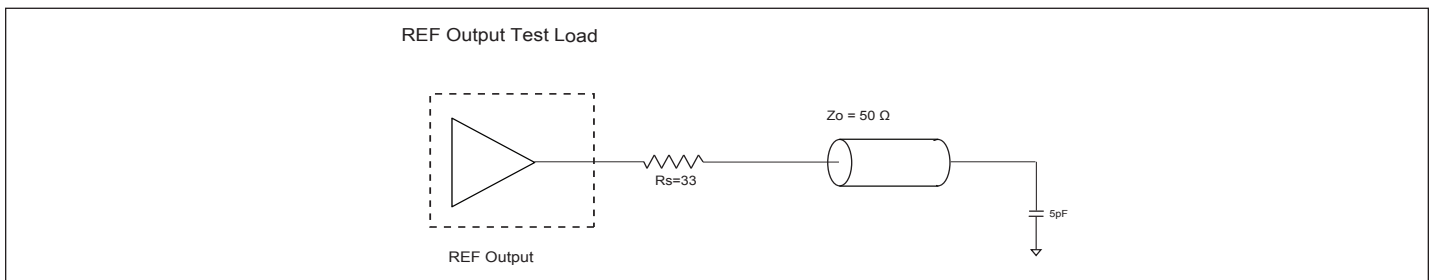 REF Output Test Load
Zo = 50 Ω
Rs=33
5pF
REF Output